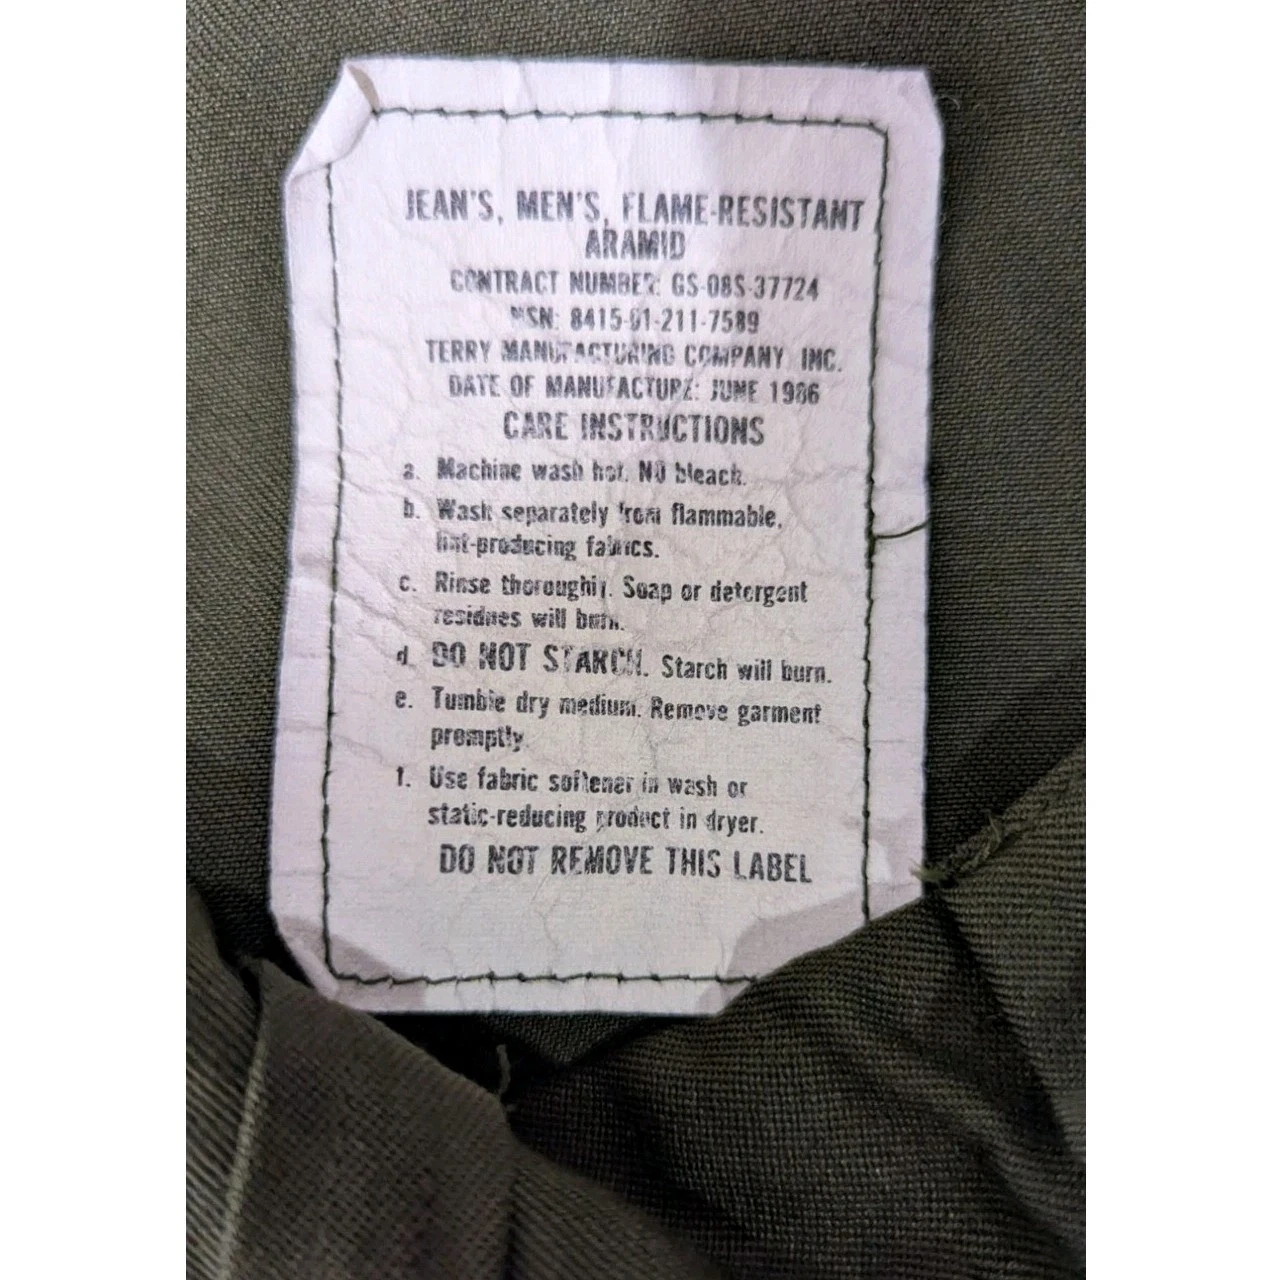 JEAN'S, MEN'S, FLAME-RESISTANT
ARAMID
CONTRACT NUMBER: GS-08S-37724
NSN: 8415-01-211-7589
TERRY MANUFACTURING COMPANY, INC.
DATE OF MANUFACTURE: JUNE 1986
CARE INSTRUCTIONS
a. Machine wash hot. NO bleach.
b. Wash separately from flammable,
lint-producing fabrics.
c. Rinse thoroughly. Soap or detergent
residues will burn.
d. DO NOT STARCH. Starch will burn.
e. Tumble dry medium. Remove garment
promptly.
f. Use fabric softener in wash or
static-reducing product in dryer.
DO NOT REMOVE THIS LABEL